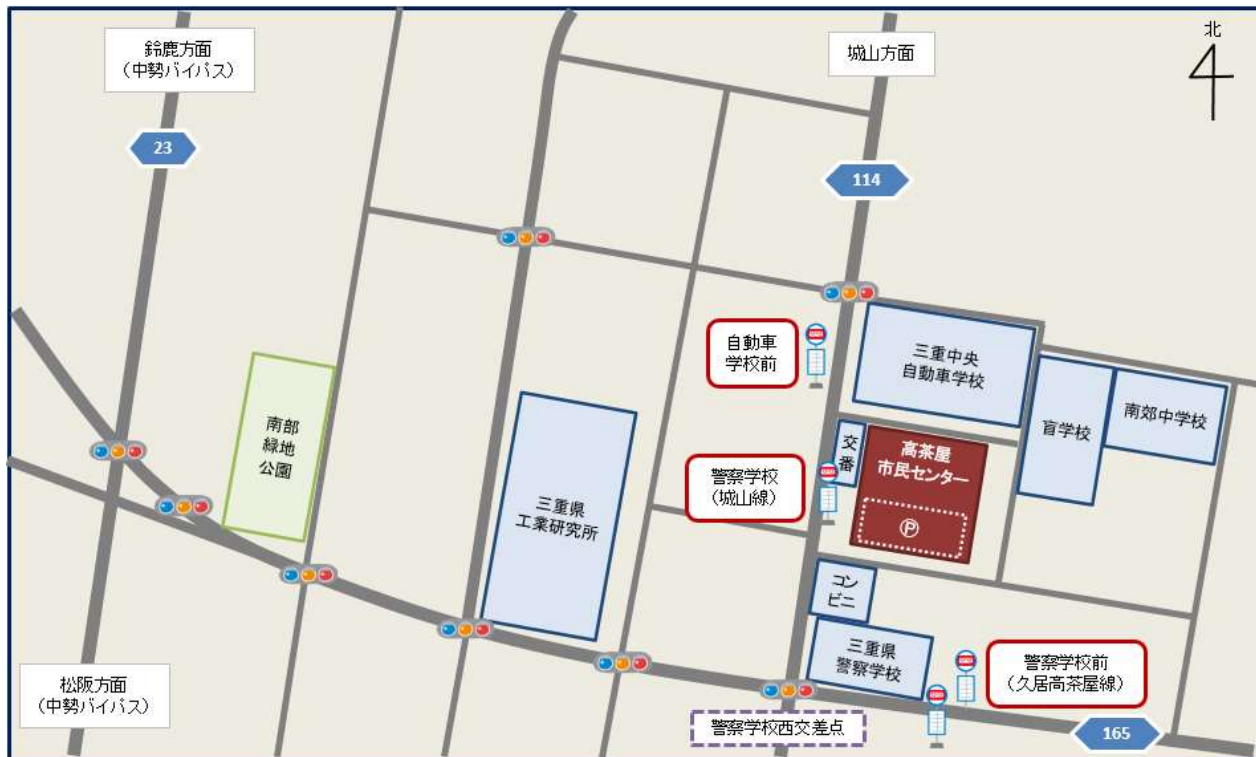 鈴鹿方面
（中勢バイパス）
城山方面
北
23
114
自動車
学校前
三重中央
自動車学校
盲学校
南郊中学校
南部
緑地
公園
三重県
工業研究所
警察学校
（城山線）
交番
高茶屋
市民センター
P
コン
ビニ
三重県
警察学校
警察学校前
（久居高茶屋線）
松阪方面
（中勢バイパス）
警察学校西交差点
165